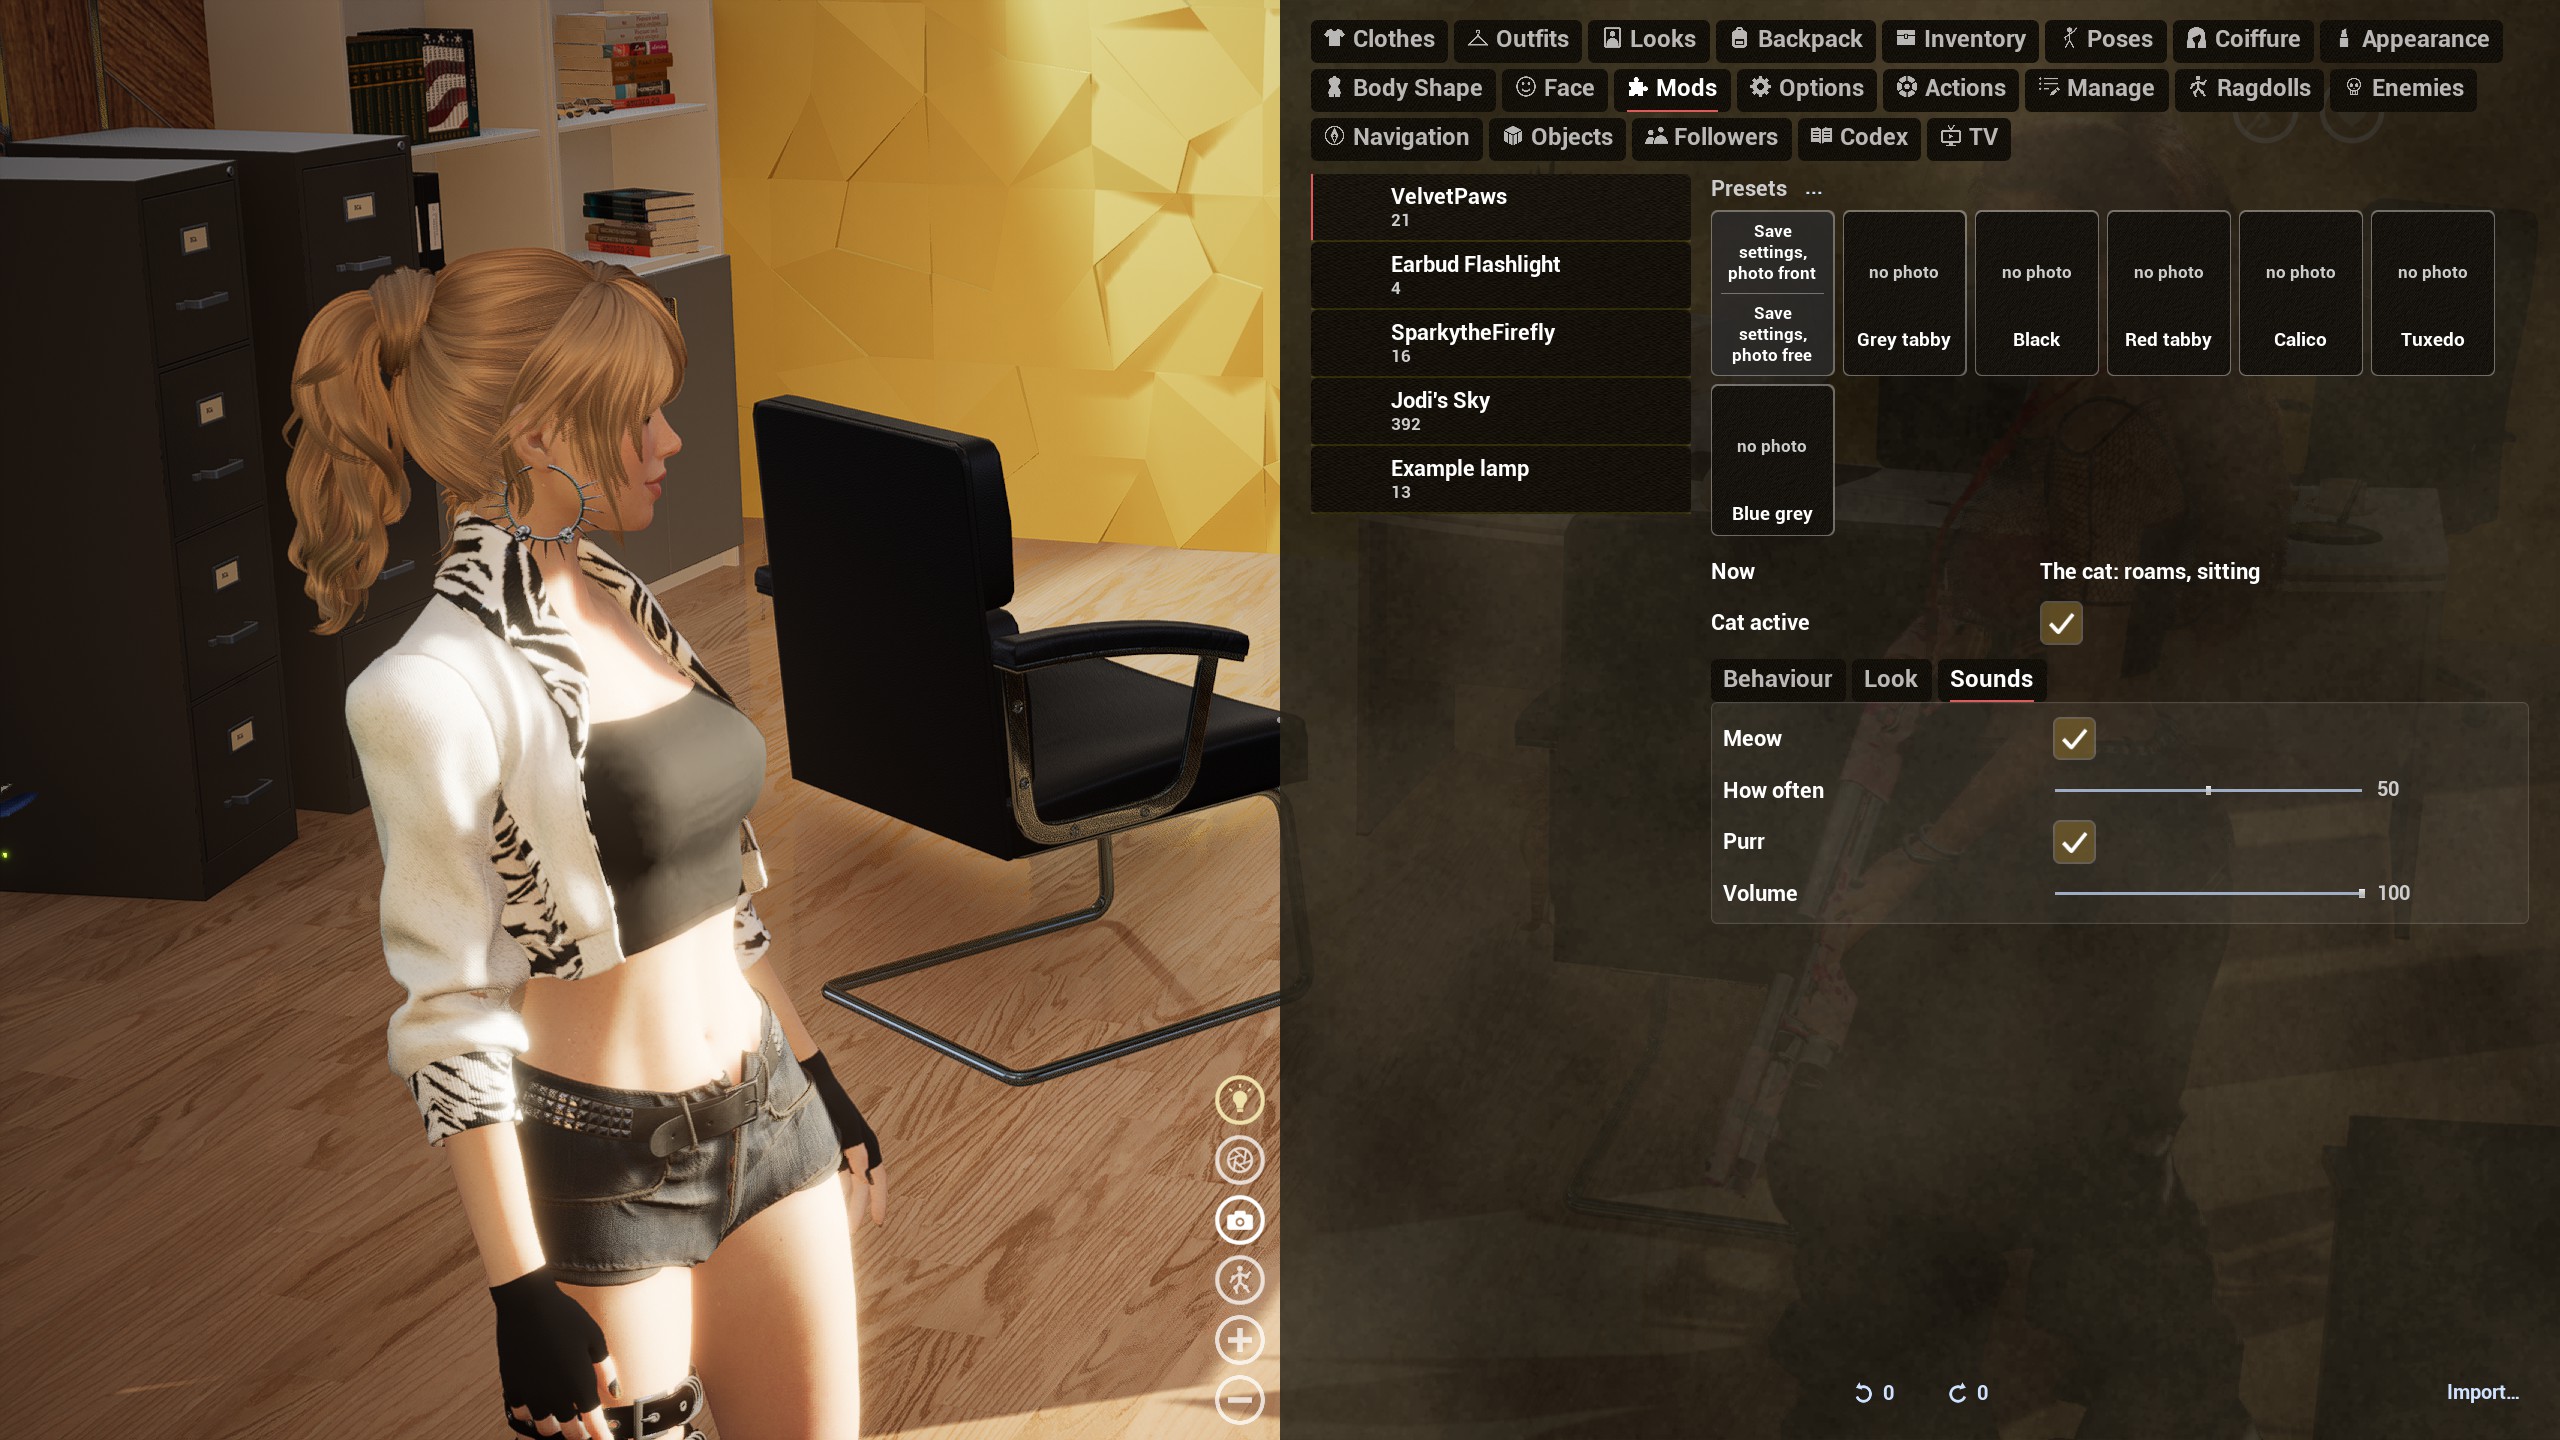 Clothes Outfits Looks Backpack Inventory Poses Coiffure Appearance
Body Shape Face Mods Options Actions Manage Ragdolls Enemies
Navigation Objects Followers Codex TV
VelvetPaws
21
Earbud Flashlight
4
SparkytheFirefly
16
Jodi's Sky
392
Example lamp
13
Presets ...
Save
settings,
photo front
Save
settings,
photo free
no photo
Grey tabby
no photo
Black
no photo
Red tabby
no photo
Calico
no photo
Tuxedo
no photo
Blue grey
Now The cat: roams, sitting
Cat active
Behaviour Look Sounds
Meow
How often 50
Purr
Volume 100
0 0
Import...